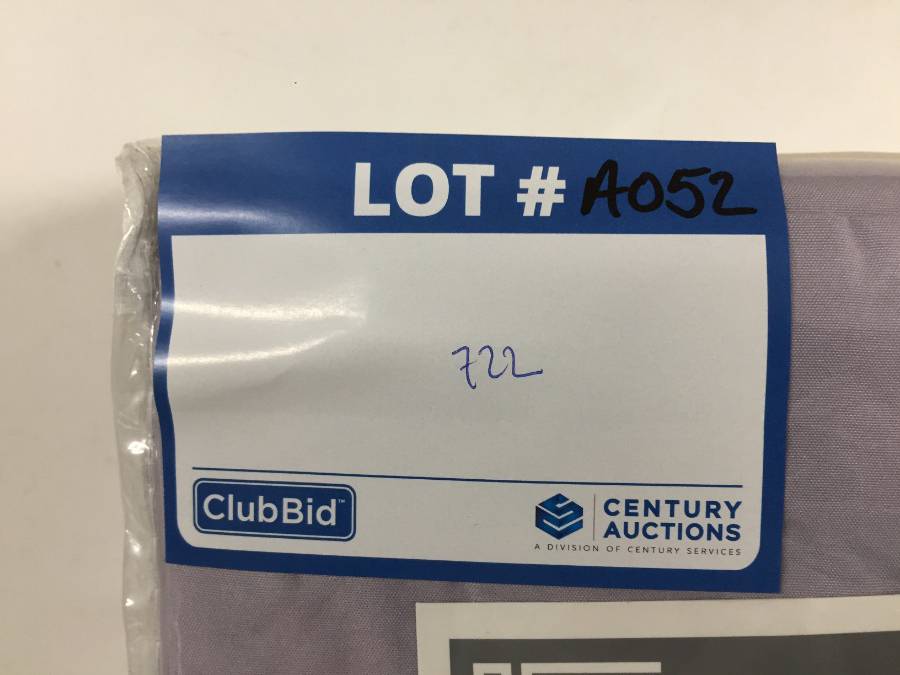 LOT # A052
722
ClubBid™
CENTURY
AUCTIONS
A DIVISION OF CENTURY SERVICES